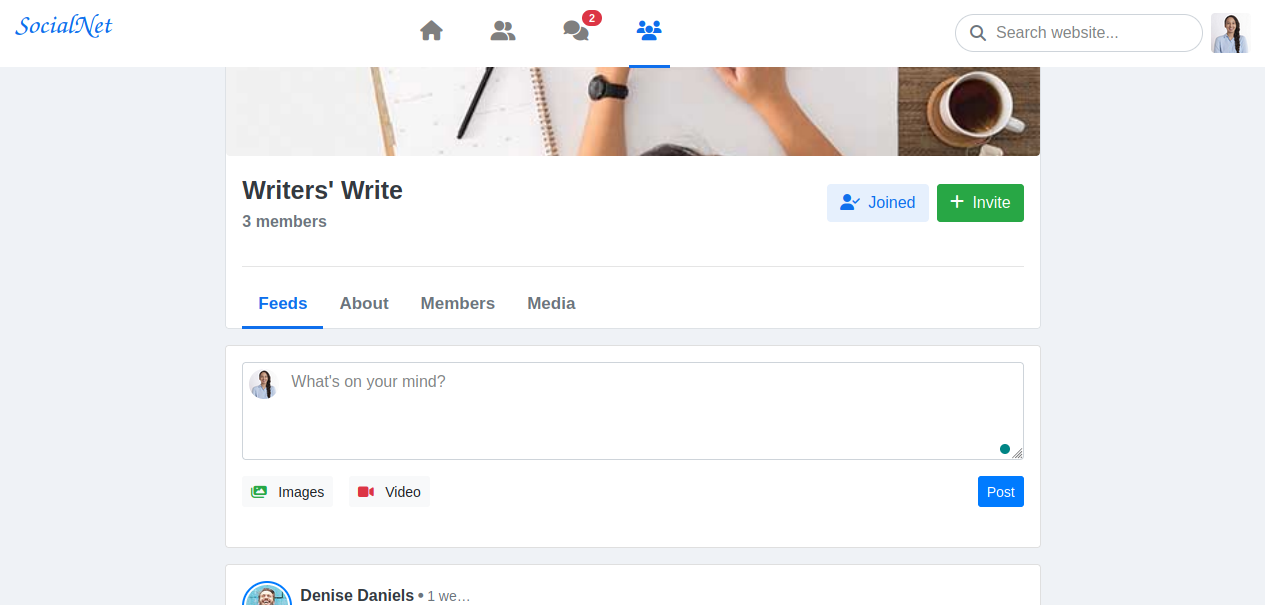 SocialNet
2
Search website...
Writers' Write
3 members
Joined
Invite
Feeds
About
Members
Media
What's on your mind?
Images
Video
Post
Denise Daniels • 1 we…